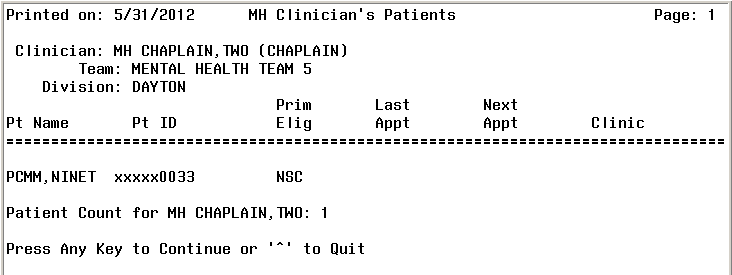 Printed on: 5/31/2012      MH Clinician's Patients                      Page: 1
 Clinician: MH CHAPLAIN,TWO (CHAPLAIN)
        Team: MENTAL HEALTH TEAM 5
    Division: DAYTON
                              Prim       Last        Next
Pt Name       Pt ID           Elig       Appt        Appt        Clinic
================================================================================
PCMM,NINET  xxxxx0033         NSC
Patient Count for MH CHAPLAIN,TWO: 1
Press Any Key to Continue or '^' to Quit